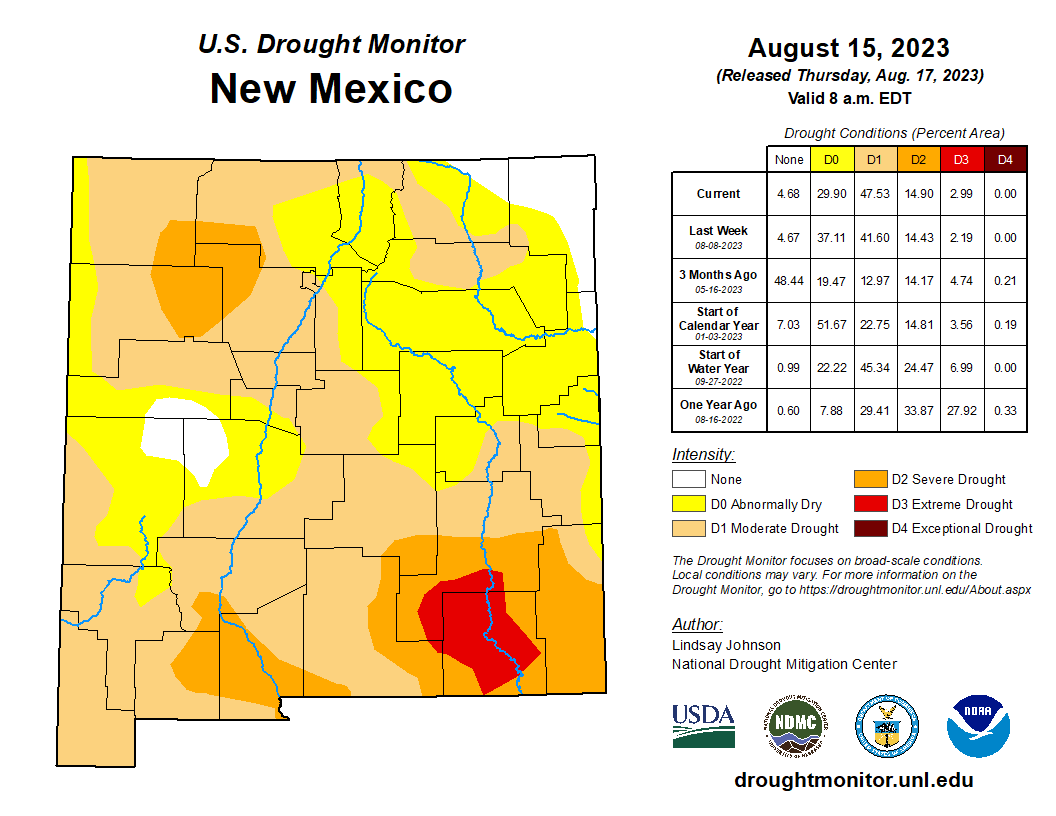 U.S. Drought Monitor
New Mexico
August 15, 2023
(Released Thursday, Aug. 17, 2023)
Valid 8 a.m. EDT
Drought Conditions (Percent Area)
None D0 D1 D2 D3 D4
Current 4.68 29.90 47.53 14.90 2.99 0.00
Last Week
08-08-2023 4.67 37.11 41.60 14.43 2.19 0.00
3 Months Ago
05-16-2023 48.44 19.47 12.97 14.17 4.74 0.21
Start of
Calendar Year
01-03-2023 7.03 51.67 22.75 14.81 3.56 0.19
Start of
Water Year
09-27-2022 0.99 22.22 45.34 24.47 6.99 0.00
One Year Ago
08-16-2022 0.60 7.88 29.41 33.87 27.92 0.33
Intensity:
None
D0 Abnormally Dry
D1 Moderate Drought
D2 Severe Drought
D3 Extreme Drought
D4 Exceptional Drought
The Drought Monitor focuses on broad-scale conditions.
Local conditions may vary. For more information on the
Drought Monitor, go to https://droughtmonitor.unl.edu/About.aspx
Author:
Lindsay Johnson
National Drought Mitigation Center
USDA
NDMC
NOAA
droughtmonitor.unl.edu